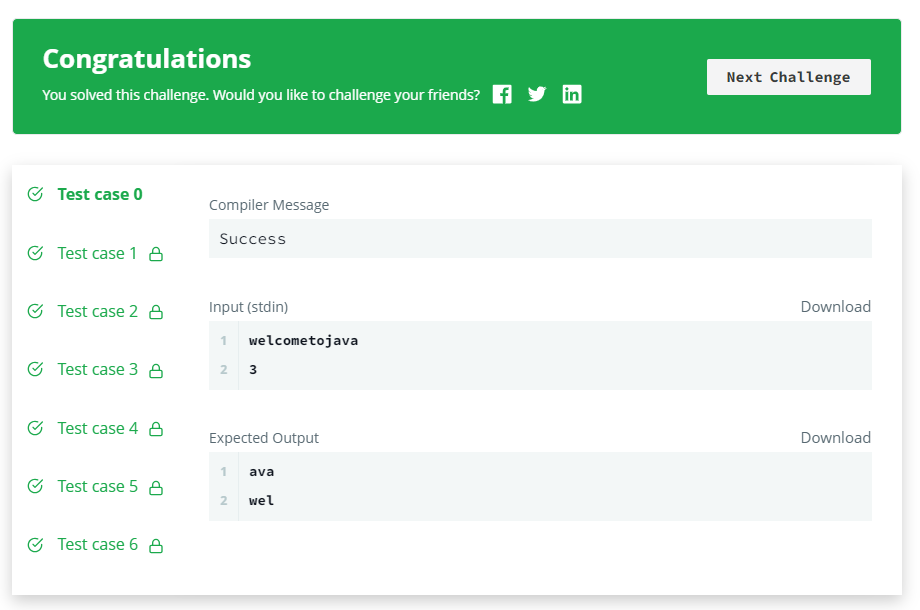 Congratulations
You solved this challenge. Would you like to challenge your friends?
Next Challenge
Test case 0
Test case 1
Test case 2
Test case 3
Test case 4
Test case 5
Test case 6
Compiler Message
Success
Input (stdin)
Download
1 welcometojava
2 3
Expected Output
Download
1 ava
2 wel